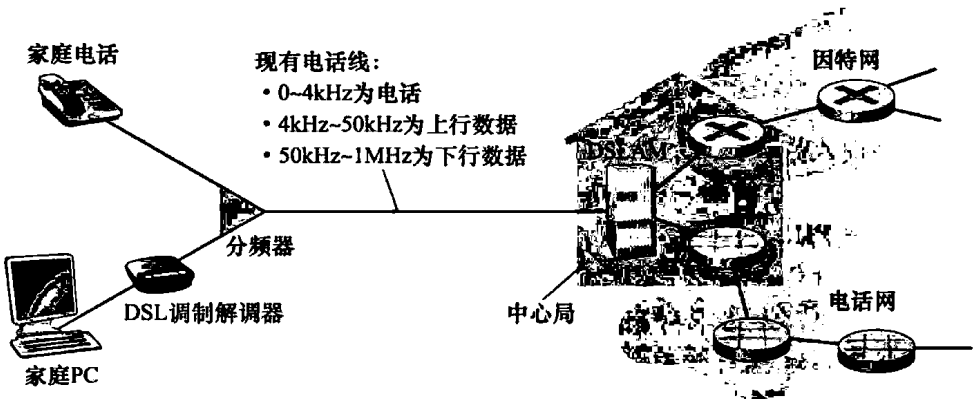 家庭电话
现有电话线：
·0~4kHz为电话
·4kHz~50kHz为上行数据
·50kHz~1MHz为下行数据
因特网
DSLAM
分频器
DSL调制解调器
家庭PC
中心局
电话网